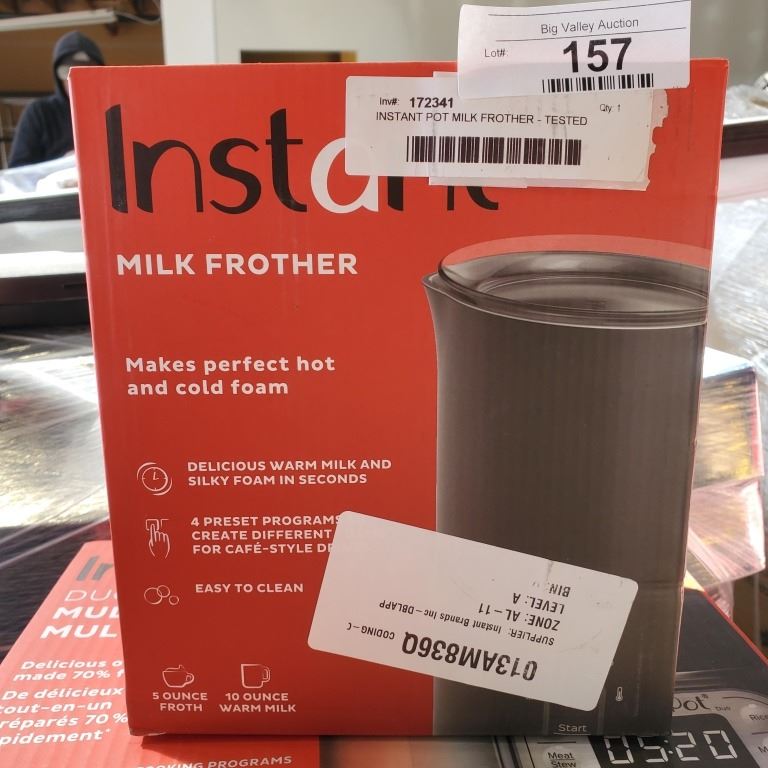 Big Valley Auction
Lot#: 157
Inv#: 172341 Qty: 1
INSTANT POT MILK FROTHER - TESTED
Instant
MILK FROTHER
Makes perfect hot
and cold foam
DELICIOUS WARM MILK AND
SILKY FOAM IN SECONDS
4 PRESET PROGRAMS
CREATE DIFFERENT
FOR CAFÉ-STYLE
EASY TO CLEAN
5 OUNCE
FROTH
10 OUNCE
WARM MILK
013AM836Q CODING-C
SUPPLIER: Instant Brands Inc-DBLAPP
ZONE: AL-11
LEVEL: A
BIN:
Start
Delicious
made 70%
De délicieux
tout-en-un
réparés 70 %
pidement
OKING PROGRAMS
Pot Duo
Meat
Stew
05:20